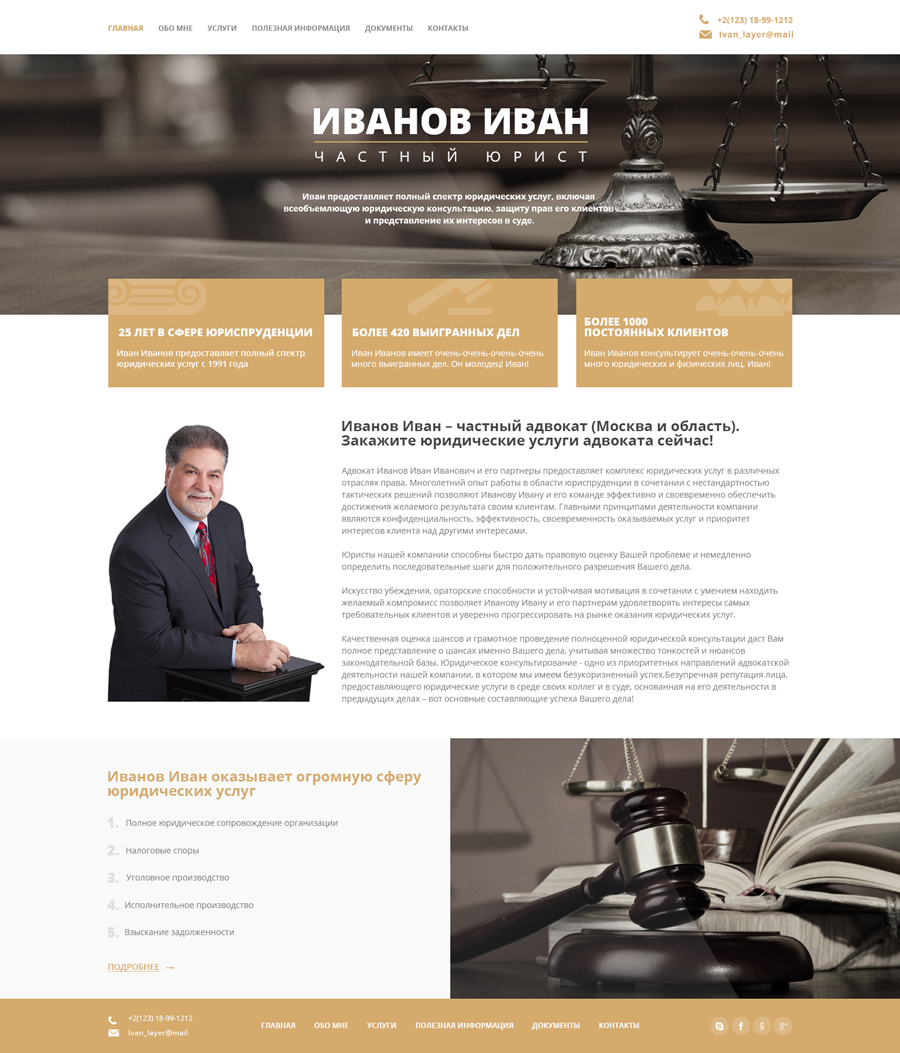 ГЛАВНАЯ ОБО МНЕ УСЛУГИ ПОЛЕЗНАЯ ИНФОРМАЦИЯ ДОКУМЕНТЫ КОНТАКТЫ
+2(123) 18-99-1212
Ivan_layer@mail
ИВАНОВ ИВАН
ЧАСТНЫЙ ЮРИСТ
Иван предоставляет полный спектр юридических услуг, включая
всеобъемлющую юридическую консультацию, защиту прав его клиентов
и представление их интересов в суде.
25 ЛЕТ В СФЕРЕ ЮРИСПРУДЕНЦИИ
Иван Иванов предоставляет полный спектр
юридических услуг с 1991 года
БОЛЕЕ 420 ВЫИГРАННЫХ ДЕЛ
Иван Иванов имеет очень-очень-очень-очень
много выигранных дел. Он молодец! Иван!
БОЛЕЕ 1000
ПОСТОЯННЫХ КЛИЕНТОВ
Иван Иванов консультирует очень-очень-очень
много юридических и физических лиц. Иван!
Иванов Иван – частный адвокат (Москва и область).
Закажите юридические услуги адвоката сейчас!
Адвокат Иванов Иван Иванович и его партнеры предоставляет комплекс юридических услуг в различных
отраслях права. Многолетний опыт работы в области юриспруденции в сочетании с нестандартностью
тактических решений позволяют Иванову Ивану и его команде эффективно и своевременно обеспечить
достижения желаемого результата своим клиентам. Главными принципами деятельности компании
являются конфиденциальность, эффективность, своевременность оказываемых услуг и приоритет
интересов клиента над другими интересами.
Юристы нашей компании способны быстро дать правовую оценку Вашей проблеме и немедленно
определить последовательные шаги для положительного разрешения Вашего дела.
Искусство убеждения, ораторские способности и устойчивая мотивация в сочетании с умением находить
желаемый компромисс позволяет Иванову Ивану и его партнерам удовлетворять интересы самых
требовательных клиентов и уверенно прогрессировать на рынке оказания юридических услуг.
Качественная оценка шансов и грамотное проведение полноценной юридической консультации даст Вам
полное представление о шансах именно Вашего дела, учитывая множество тонкостей и нюансов
законодательной базы. Юридическое консультирование - одно из приоритетных направлений адвокатской
деятельности нашей компании, в котором мы имеем безукоризненный успех.Безупречная репутация лица,
предоставляющего юридические услуги в среде своих коллег и в суде, основанная на его деятельности в
предыдущих делах – вот основные составляющие успеха Вашего дела!
Иванов Иван оказывает огромную сферу
юридических услуг
1. Полное юридическое сопровождение организации
2. Налоговые споры
3. Уголовное производство
4. Исполнительное производство
5. Взыскание задолженности
ПОДРОБНЕЕ →
+2(123) 18-99-1212
Ivan_layer@mail
ГЛАВНАЯ ОБО МНЕ УСЛУГИ ПОЛЕЗНАЯ ИНФОРМАЦИЯ ДОКУМЕНТЫ КОНТАКТЫ